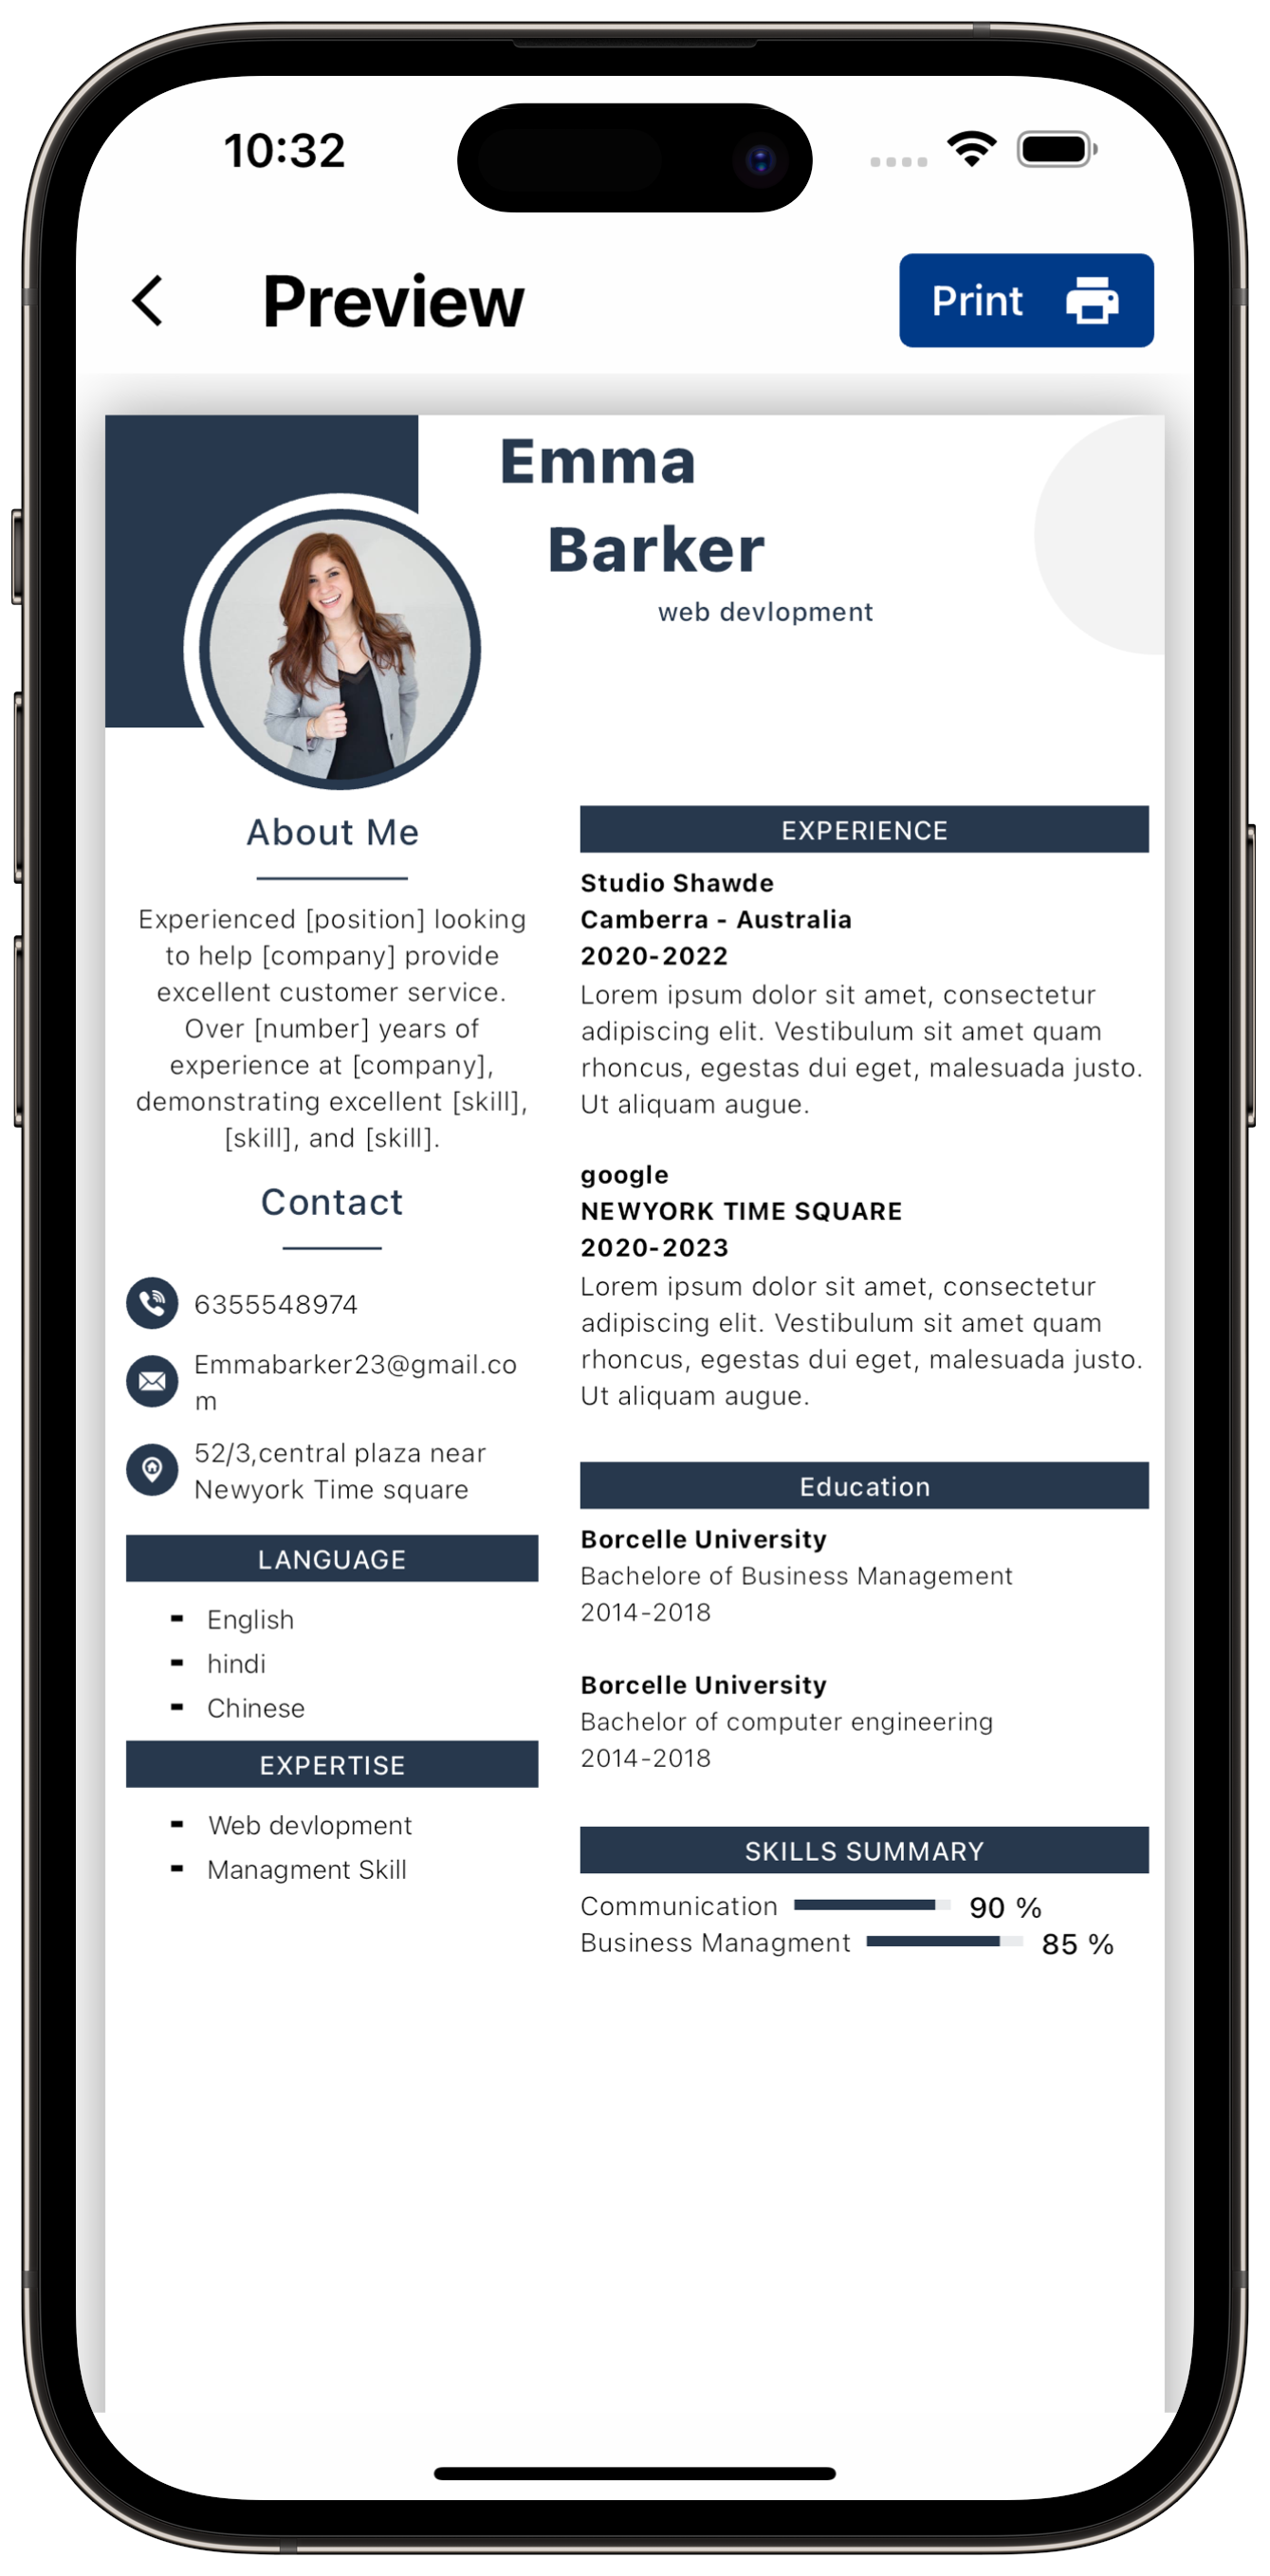 10:32
Preview
Print
Emma
Barker
web devlopment
About Me
Experienced [position] looking
to help [company] provide
excellent customer service.
Over [number] years of
experience at [company],
demonstrating excellent [skill],
[skill], and [skill].
Contact
6355548974
Emmabarker23@gmail.co
m
52/3,central plaza near
Newyork Time square
LANGUAGE
- English
- hindi
- Chinese
EXPERTISE
- Web devlopment
- Managment Skill
EXPERIENCE
Studio Shawde
Camberra - Australia
2020-2022
Lorem ipsum dolor sit amet, consectetur
adipiscing elit. Vestibulum sit amet quam
rhoncus, egestas dui eget, malesuada justo.
Ut aliquam augue.
google
NEWYORK TIME SQUARE
2020-2023
Lorem ipsum dolor sit amet, consectetur
adipiscing elit. Vestibulum sit amet quam
rhoncus, egestas dui eget, malesuada justo.
Ut aliquam augue.
Education
Borcelle University
Bachelore of Business Management
2014-2018
Borcelle University
Bachelor of computer engineering
2014-2018
SKILLS SUMMARY
Communication 90 %
Business Managment 85 %